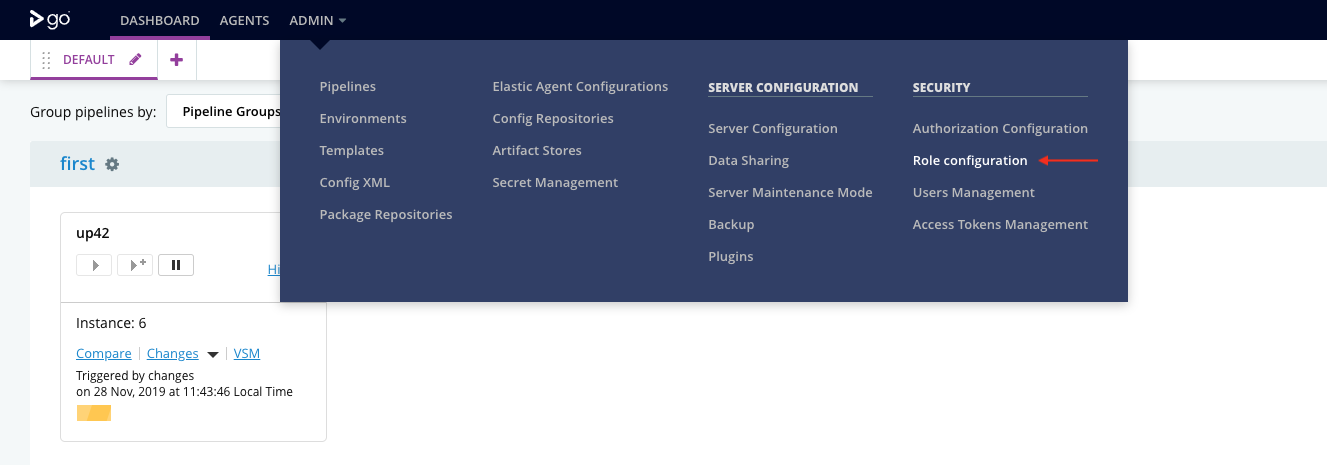 go DASHBOARD AGENTS ADMIN
DEFAULT
Group pipelines by: Pipeline Groups
first
up42
Hi
Instance: 6
Compare Changes VSM
Triggered by changes
on 28 Nov, 2019 at 11:43:46 Local Time
Pipelines
Environments
Templates
Config XML
Package Repositories
Elastic Agent Configurations
Config Repositories
Artifact Stores
Secret Management
SERVER CONFIGURATION
Server Configuration
Data Sharing
Server Maintenance Mode
Backup
Plugins
SECURITY
Authorization Configuration
Role configuration
Users Management
Access Tokens Management